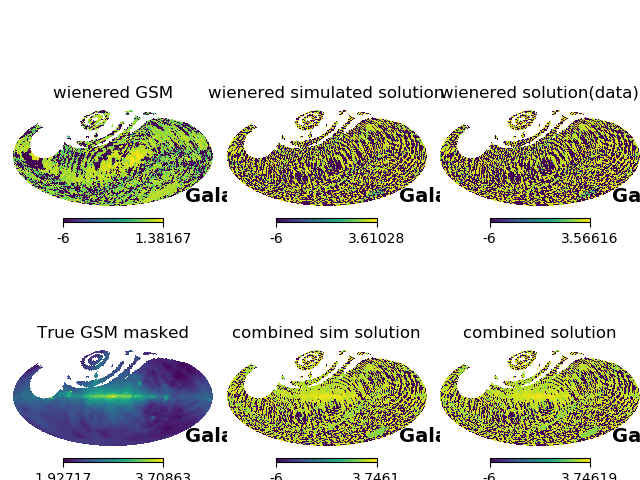 wienered GSM
wienered simulated solution
wienered solution(data)
Gala
Gala
Ga
-6 1.38167
-6 3.61028
-6 3.56616
True GSM masked
combined sim solution
combined solution
Gala
Gala
Ga
1.92717 3.70863
-6 3.7461
-6 3.74619